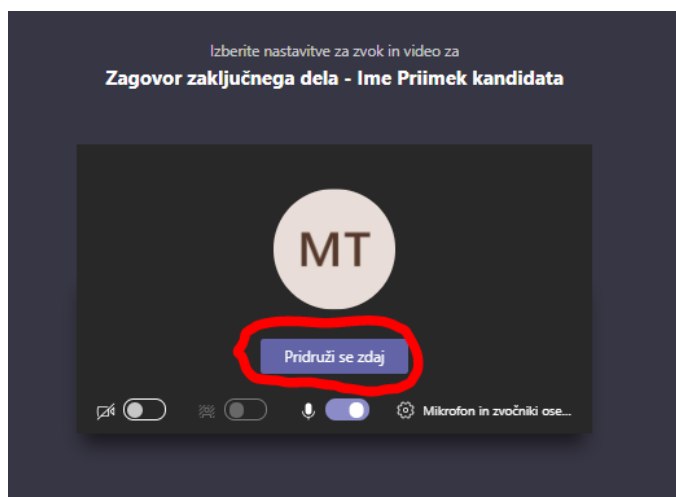 Izberite nastavitve za zvok in video za
Zagovor zaključnega dela - Ime Priimek kandidata
MT
Pridruži se zdaj
Mikrofon in zvočniki ose...